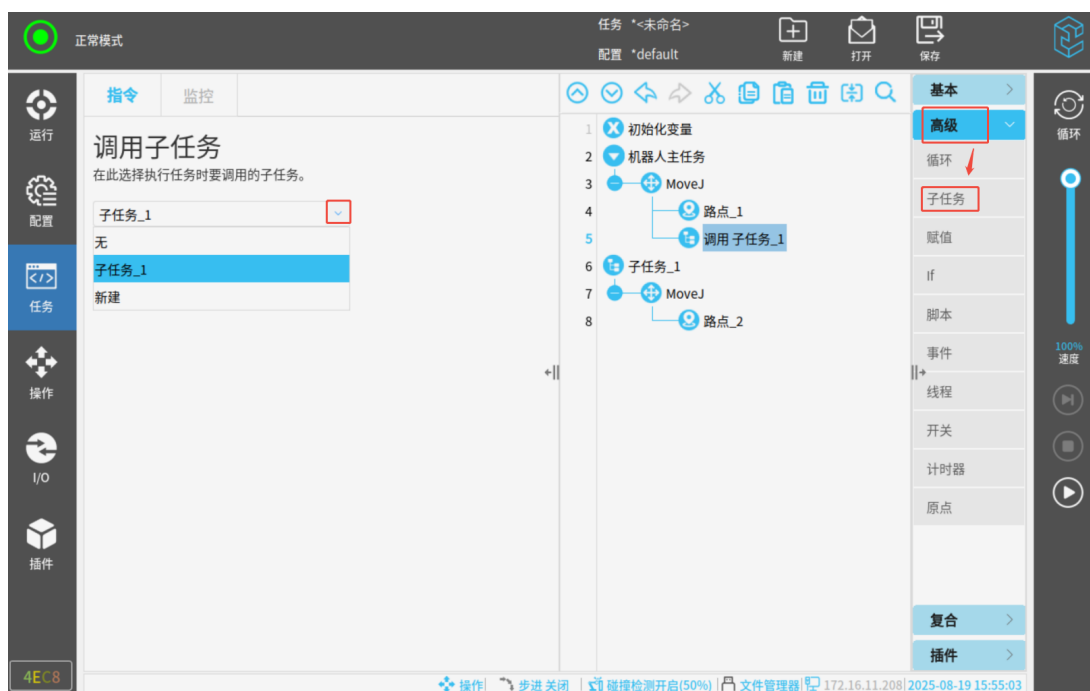 正常模式
任务 *<未命名>
配置 *default
新建
打开
保存
运行
配置
任务
操作
I/O
插件
4EC8
指令
监控
调用子任务
在此选择执行任务时要调用的子任务。
子任务_1
无
子任务_1
新建
1 初始化变量
2 机器人主任务
3 MoveJ
4 路点_1
5 调用 子任务_1
6 子任务_1
7 MoveJ
8 路点_2
基本
高级
循环
子任务
赋值
If
脚本
事件
线程
开关
计时器
原点
复合
插件
循环
100%
速度
操作 步进 关闭 碰撞检测开启(50%) 文件管理器 172.16.11.208 2025-08-19 15:55:03